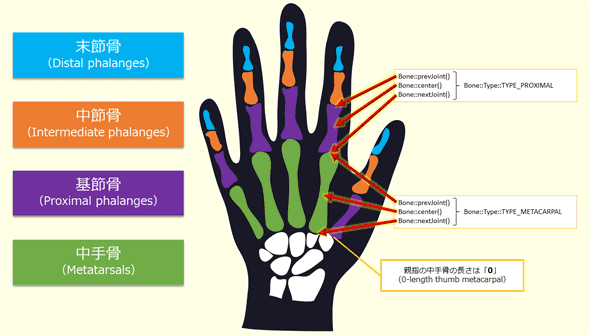 末節骨
（Distal phalanges）
中節骨
（Intermediate phalanges）
基節骨
（Proximal phalanges）
中手骨
（Metatarsals）
Bone::prevJoint()
Bone::center()
Bone::nextJoint()
Bone::Type::TYPE_PROXIMAL
Bone::prevJoint()
Bone::center()
Bone::nextJoint()
Bone::Type::TYPE_METACARPAL
親指の中手骨の長さは「0」
（0-length thumb metacarpal）